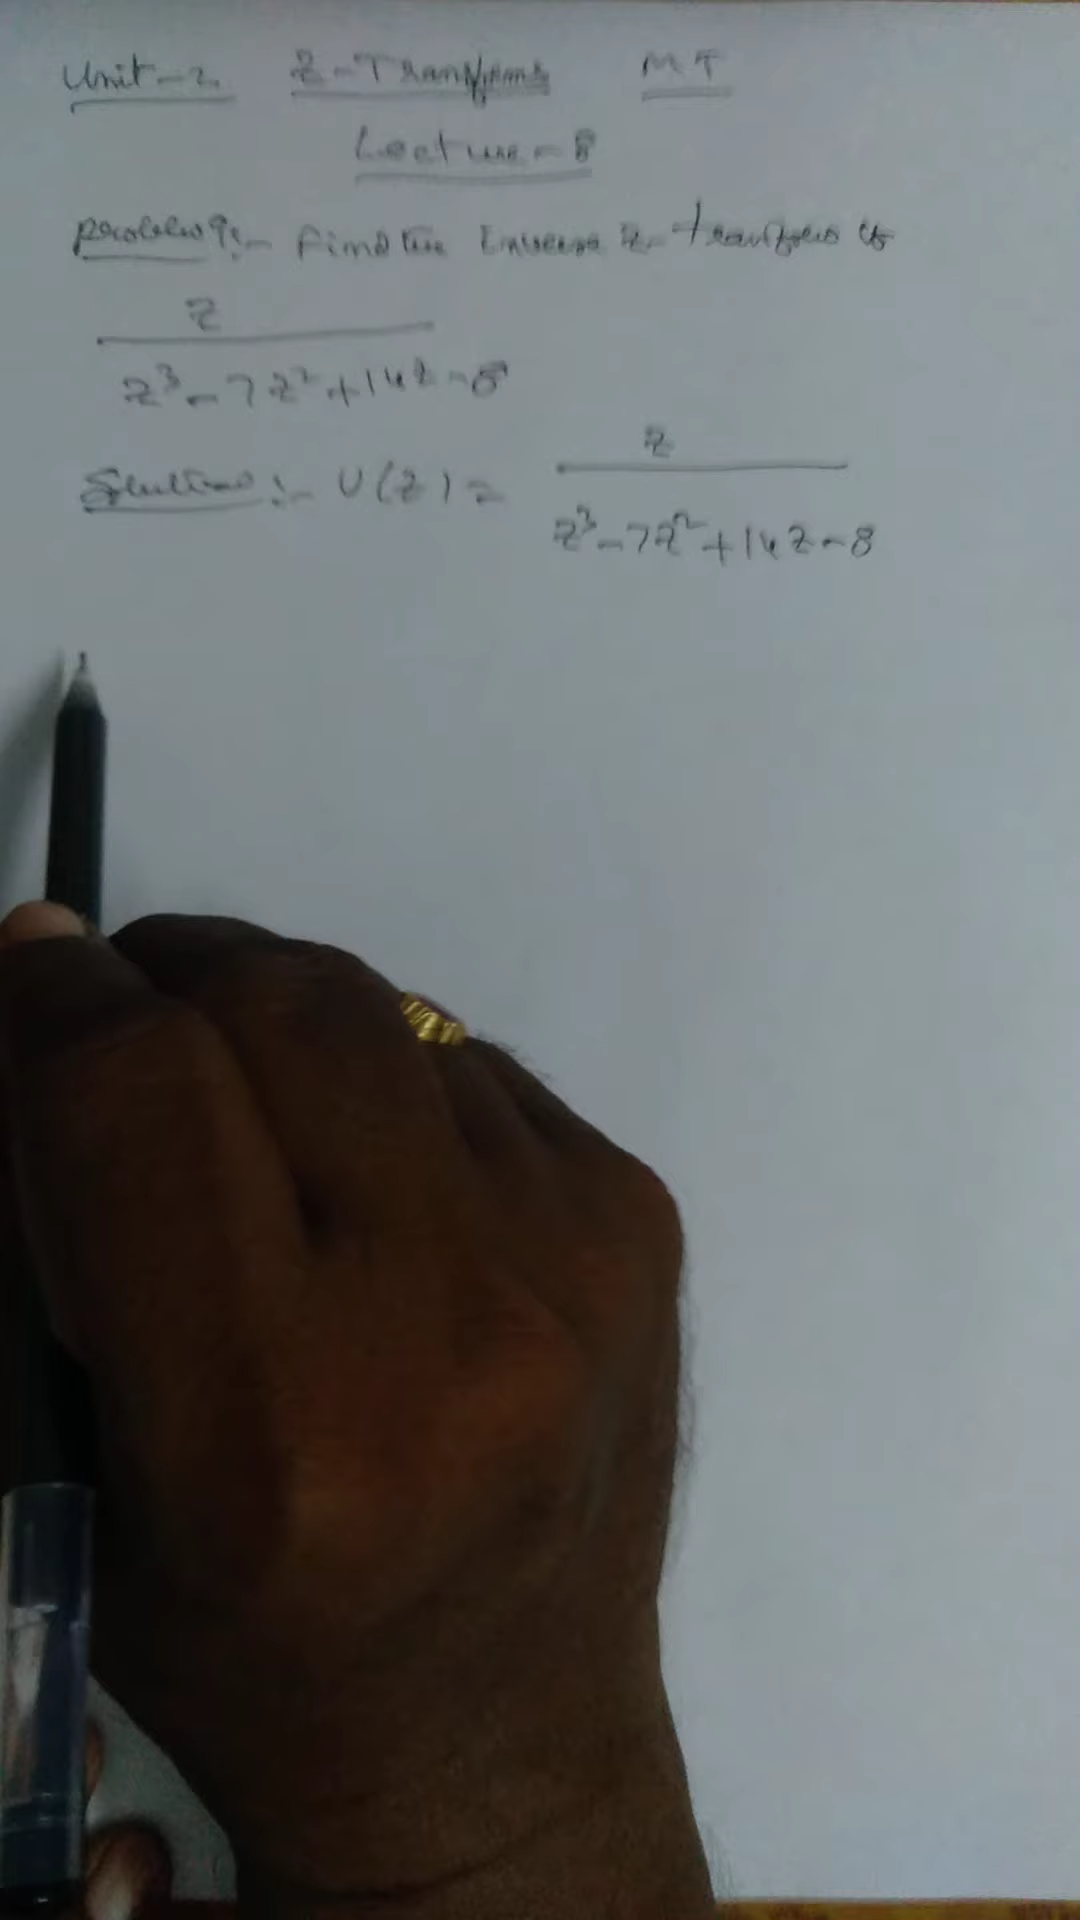 Unit-2 Z-Transforms MT
Lecture-8
Problem 9:- Find the Inverse Z-transform of
z
z³-7z²+14z-8
Solution:- U(z) = z
z³-7z²+14z-8